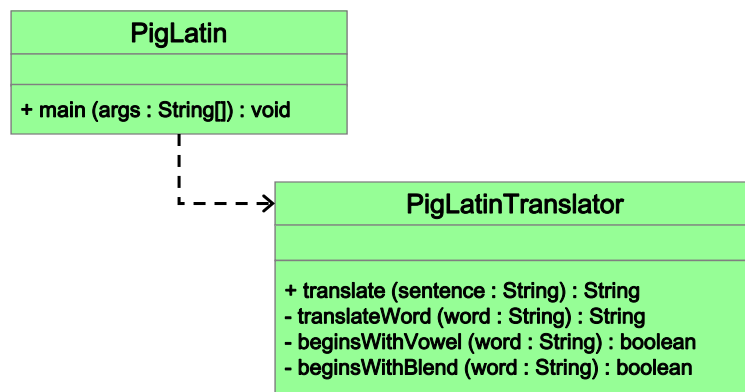 PigLatin
+ main (args : String[]) : void
PigLatinTranslator
+ translate (sentence : String) : String
- translateWord (word : String) : String
- beginsWithVowel (word : String) : boolean
- beginsWithBlend (word : String) : boolean